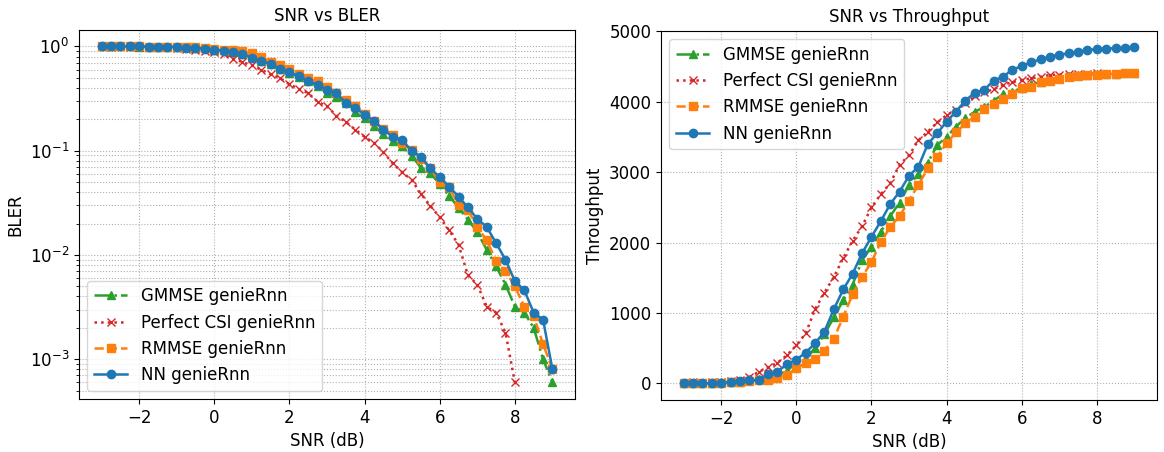 SNR vs BLER
10⁰
10⁻¹
10⁻²
10⁻³
BLER
GMMSE genieRnn
Perfect CSI genieRnn
RMMSE genieRnn
NN genieRnn
−2
0
2
4
6
8
SNR (dB)
SNR vs Throughput
5000
4000
3000
2000
1000
0
Throughput
GMMSE genieRnn
Perfect CSI genieRnn
RMMSE genieRnn
NN genieRnn
−2
0
2
4
6
8
SNR (dB)